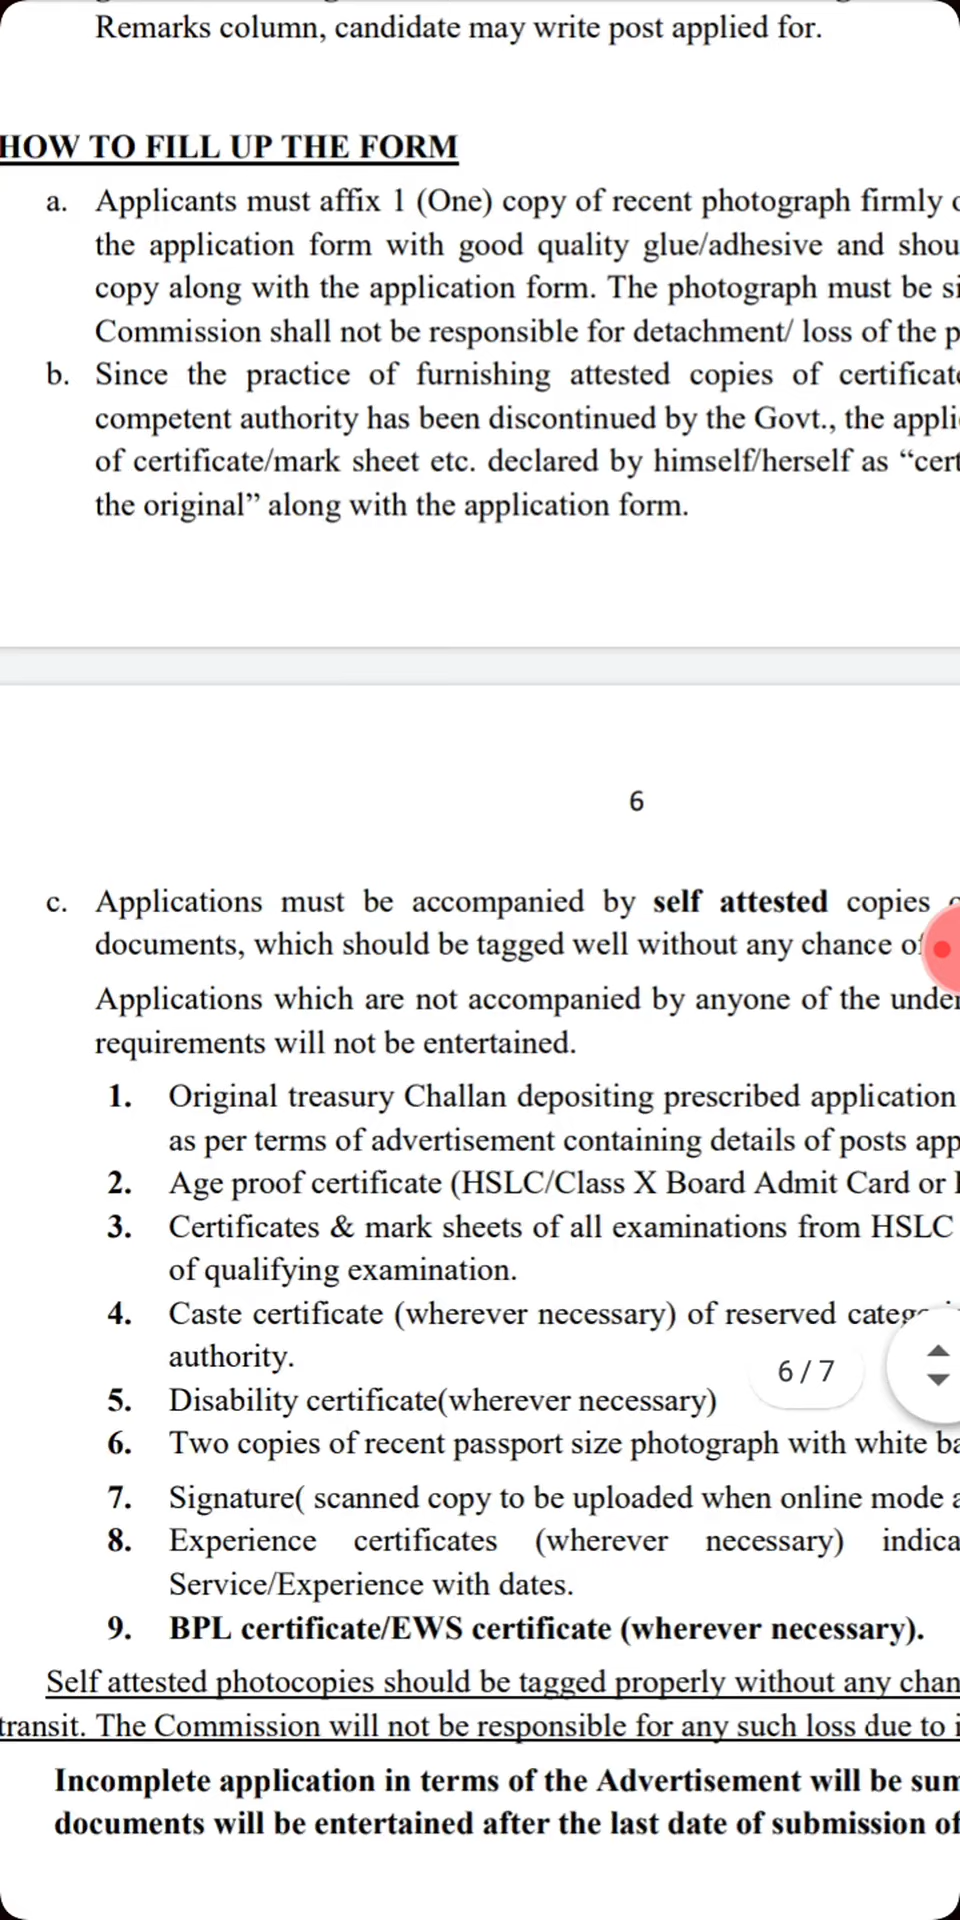 Remarks column, candidate may write post applied for.
HOW TO FILL UP THE FORM
a. Applicants must affix 1 (One) copy of recent photograph firmly
the application form with good quality glue/adhesive and shou
copy along with the application form. The photograph must be si
Commission shall not be responsible for detachment/ loss of the p
b. Since the practice of furnishing attested copies of certificate
competent authority has been discontinued by the Govt., the appli
of certificate/mark sheet etc. declared by himself/herself as “cert
the original” along with the application form.
6
c. Applications must be accompanied by self attested copies
documents, which should be tagged well without any chance of
Applications which are not accompanied by anyone of the under
requirements will not be entertained.
1. Original treasury Challan depositing prescribed application
as per terms of advertisement containing details of posts app
2. Age proof certificate (HSLC/Class X Board Admit Card or
3. Certificates & mark sheets of all examinations from HSLC
of qualifying examination.
4. Caste certificate (wherever necessary) of reserved
authority.
6 / 7
5. Disability certificate(wherever necessary)
6. Two copies of recent passport size photograph with white ba
7. Signature( scanned copy to be uploaded when online mode a
8. Experience certificates (wherever necessary) indica
Service/Experience with dates.
9. BPL certificate/EWS certificate (wherever necessary).
Self attested photocopies should be tagged properly without any chan
transit. The Commission will not be responsible for any such loss due to i
Incomplete application in terms of the Advertisement will be sum
documents will be entertained after the last date of submission of